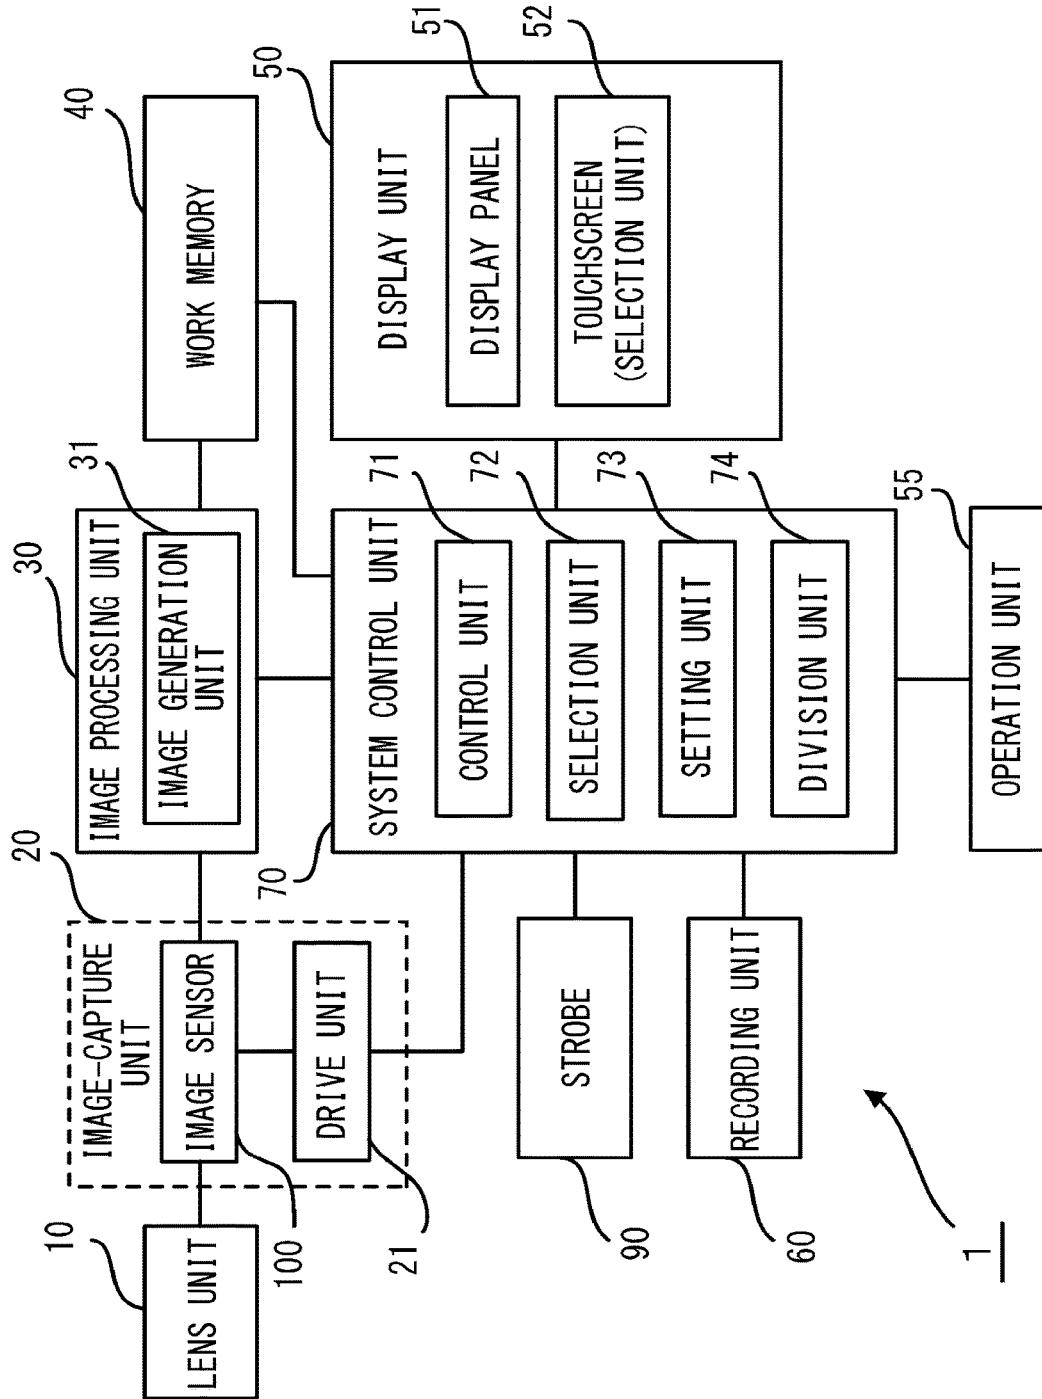 10
LENS UNIT
20
IMAGE-CAPTURE
UNIT
IMAGE SENSOR
100
DRIVE UNIT
21
30
IMAGE PROCESSING UNIT
31
IMAGE GENERATION
UNIT
40
WORK MEMORY
70
SYSTEM CONTROL UNIT
71
CONTROL UNIT
72
SELECTION UNIT
73
SETTING UNIT
74
DIVISION UNIT
50
DISPLAY UNIT
51
DISPLAY PANEL
52
TOUCHSCREEN
(SELECTION UNIT)
STROBE
90
RECORDING UNIT
60
55
OPERATION UNIT
1